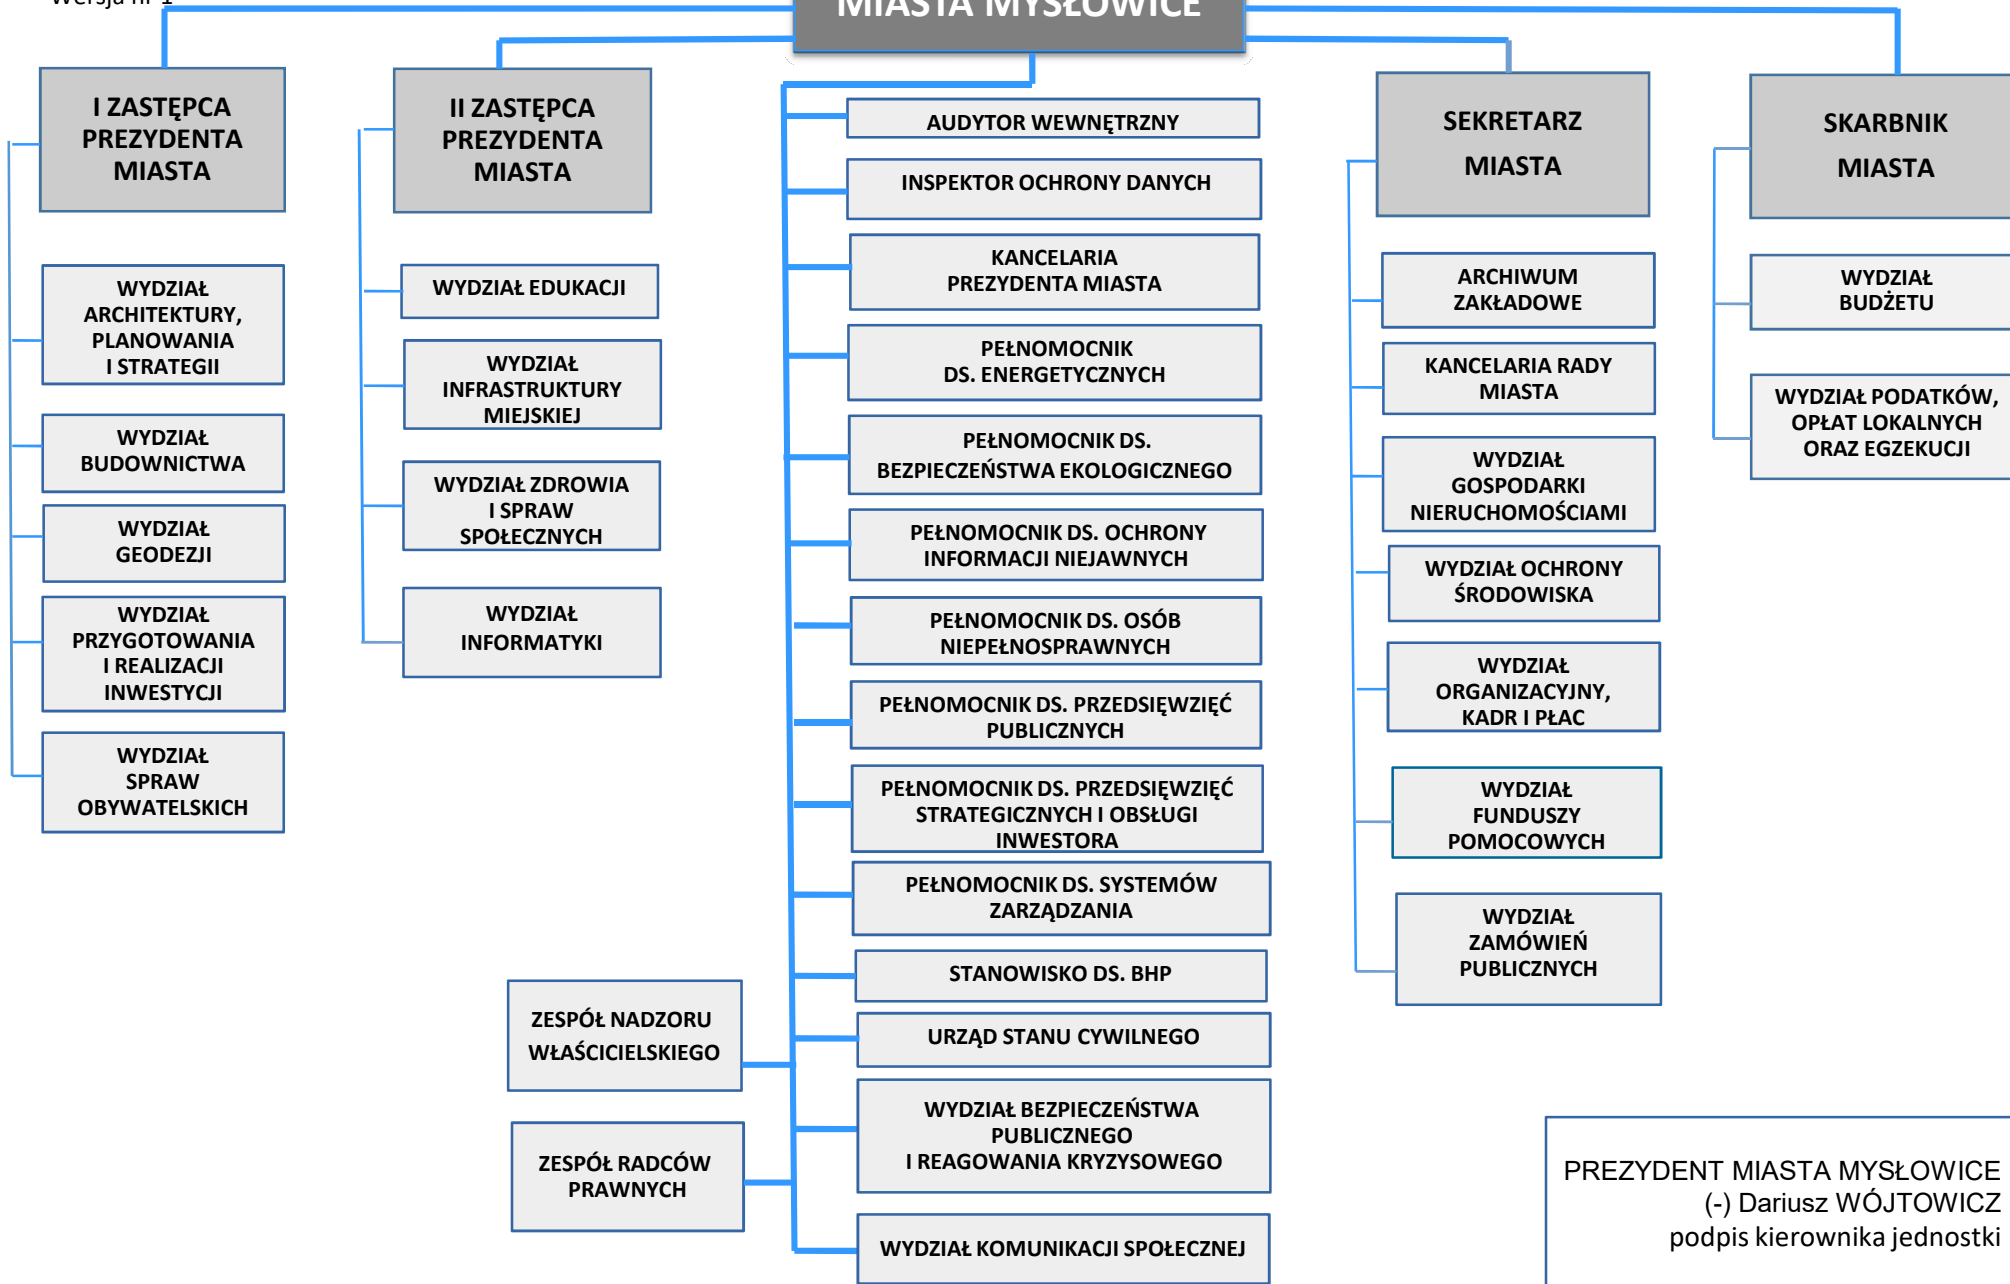 Wersja nr 1
MIASTA MYSŁOWICE
I ZASTĘPCA
PREZYDENTA
MIASTA
WYDZIAŁ
ARCHITEKTURY,
PLANOWANIA
I STRATEGII
WYDZIAŁ
BUDOWNICTWA
WYDZIAŁ
GEODEZJI
WYDZIAŁ
PRZYGOTOWANIA
I REALIZACJI
INWESTYCJI
WYDZIAŁ
SPRAW
OBYWATELSKICH
II ZASTĘPCA
PREZYDENTA
MIASTA
WYDZIAŁ EDUKACJI
WYDZIAŁ
INFRASTRUKTURY
MIEJSKIEJ
WYDZIAŁ ZDROWIA
I SPRAW
SPOŁECZNYCH
WYDZIAŁ
INFORMATYKI
ZESPÓŁ NADZORU
WŁAŚCICIELSKIEGO
ZESPÓŁ RADCÓW
PRAWNYCH
AUDYTOR WEWNĘTRZNY
INSPEKTOR OCHRONY DANYCH
KANCELARIA
PREZYDENTA MIASTA
PEŁNOMOCNIK
DS. ENERGETYCZNYCH
PEŁNOMOCNIK DS.
BEZPIECZEŃSTWA EKOLOGICZNEGO
PEŁNOMOCNIK DS. OCHRONY
INFORMACJI NIEJAWNYCH
PEŁNOMOCNIK DS. OSÓB
NIEPEŁNOSPRAWNYCH
PEŁNOMOCNIK DS. PRZEDSIĘWZIĘĆ
PUBLICZNYCH
PEŁNOMOCNIK DS. PRZEDSIĘWZIĘĆ
STRATEGICZNYCH I OBSŁUGI
INWESTORA
PEŁNOMOCNIK DS. SYSTEMÓW
ZARZĄDZANIA
STANOWISKO DS. BHP
URZĄD STANU CYWILNEGO
WYDZIAŁ BEZPIECZEŃSTWA
PUBLICZNEGO
I REAGOWANIA KRYZYSOWEGO
WYDZIAŁ KOMUNIKACJI SPOŁECZNEJ
SEKRETARZ
MIASTA
ARCHIWUM
ZAKŁADOWE
KANCELARIA RADY
MIASTA
WYDZIAŁ
GOSPODARKI
NIERUCHOMOŚCIAMI
WYDZIAŁ OCHRONY
ŚRODOWISKA
WYDZIAŁ
ORGANIZACYJNY,
KADR I PŁAC
WYDZIAŁ
FUNDUSZY
POMOCOWYCH
WYDZIAŁ
ZAMÓWIEŃ
PUBLICZNYCH
SKARBNIK
MIASTA
WYDZIAŁ
BUDŻETU
WYDZIAŁ PODATKÓW,
OPŁAT LOKALNYCH
ORAZ EGZEKUCJI
PREZYDENT MIASTA MYSŁOWICE
(-) Dariusz WÓJTOWICZ
podpis kierownika jednostki